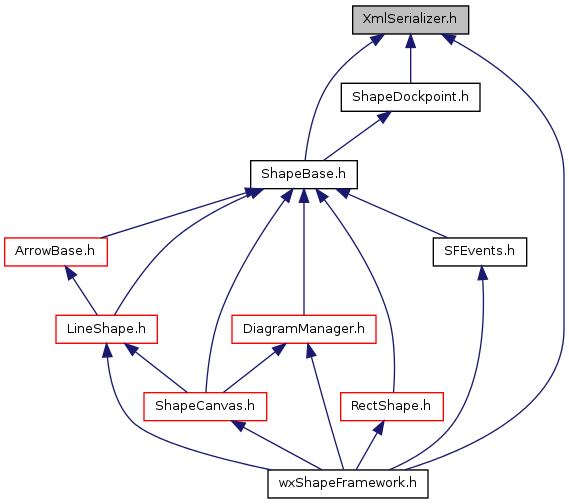 XmlSerializer.h
ShapeDockpoint.h
ShapeBase.h
ArrowBase.h
SFEvents.h
LineShape.h
DiagramManager.h
ShapeCanvas.h
RectShape.h
wxShapeFramework.h